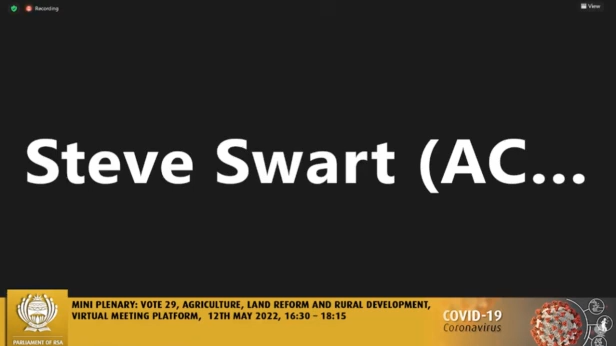 Recording
View
Steve Swart (AC...
MINI PLENARY: VOTE 29, AGRICULTURE, LAND REFORM AND RURAL DEVELOPMENT,
VIRTUAL MEETING PLATFORM, 12TH MAY 2022, 16:30 – 18:15
COVID-19
Coronavirus
PARLIAMENT OF RSA